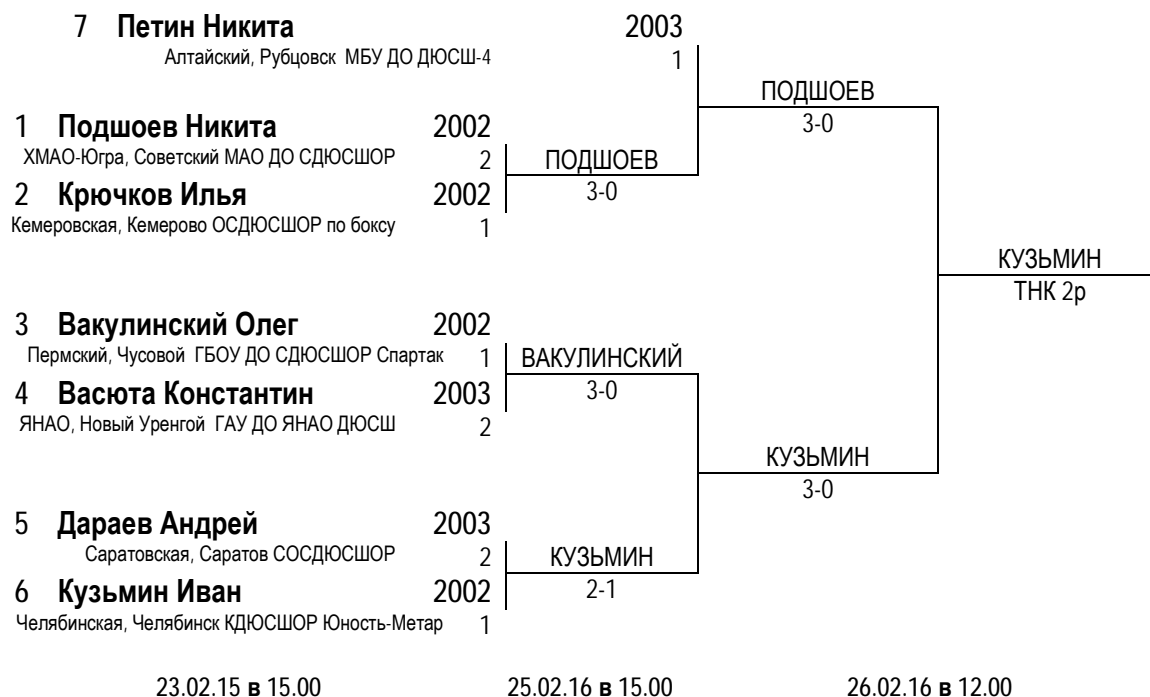 7 Петин Никита 2003
Алтайский, Рубцовск МБУ ДО ДЮСШ-4 1
ПОДШОЕВ
3-0
1 Подшоев Никита 2002
ХМАО-Югра, Советский МАО ДО СДЮСШОР 2
ПОДШОЕВ
3-0
2 Крючков Илья 2002
Кемеровская, Кемерово ОСДЮСШОР по боксу 1
КУЗЬМИН
ТНК 2р
3 Вакулинский Олег 2002
Пермский, Чусовой ГБОУ ДО СДЮСШОР Спартак 1
ВАКУЛИНСКИЙ
3-0
4 Васюта Константин 2003
ЯНАО, Новый Уренгой ГАУ ДО ЯНАО ДЮСШ 2
КУЗЬМИН
3-0
5 Дараев Андрей 2003
Саратовская, Саратов СОСДЮСШОР 2
КУЗЬМИН
2-1
6 Кузьмин Иван 2002
Челябинская, Челябинск КДЮСШОР Юность-Метар 1
23.02.15 в 15.00 25.02.16 в 15.00 26.02.16 в 12.00